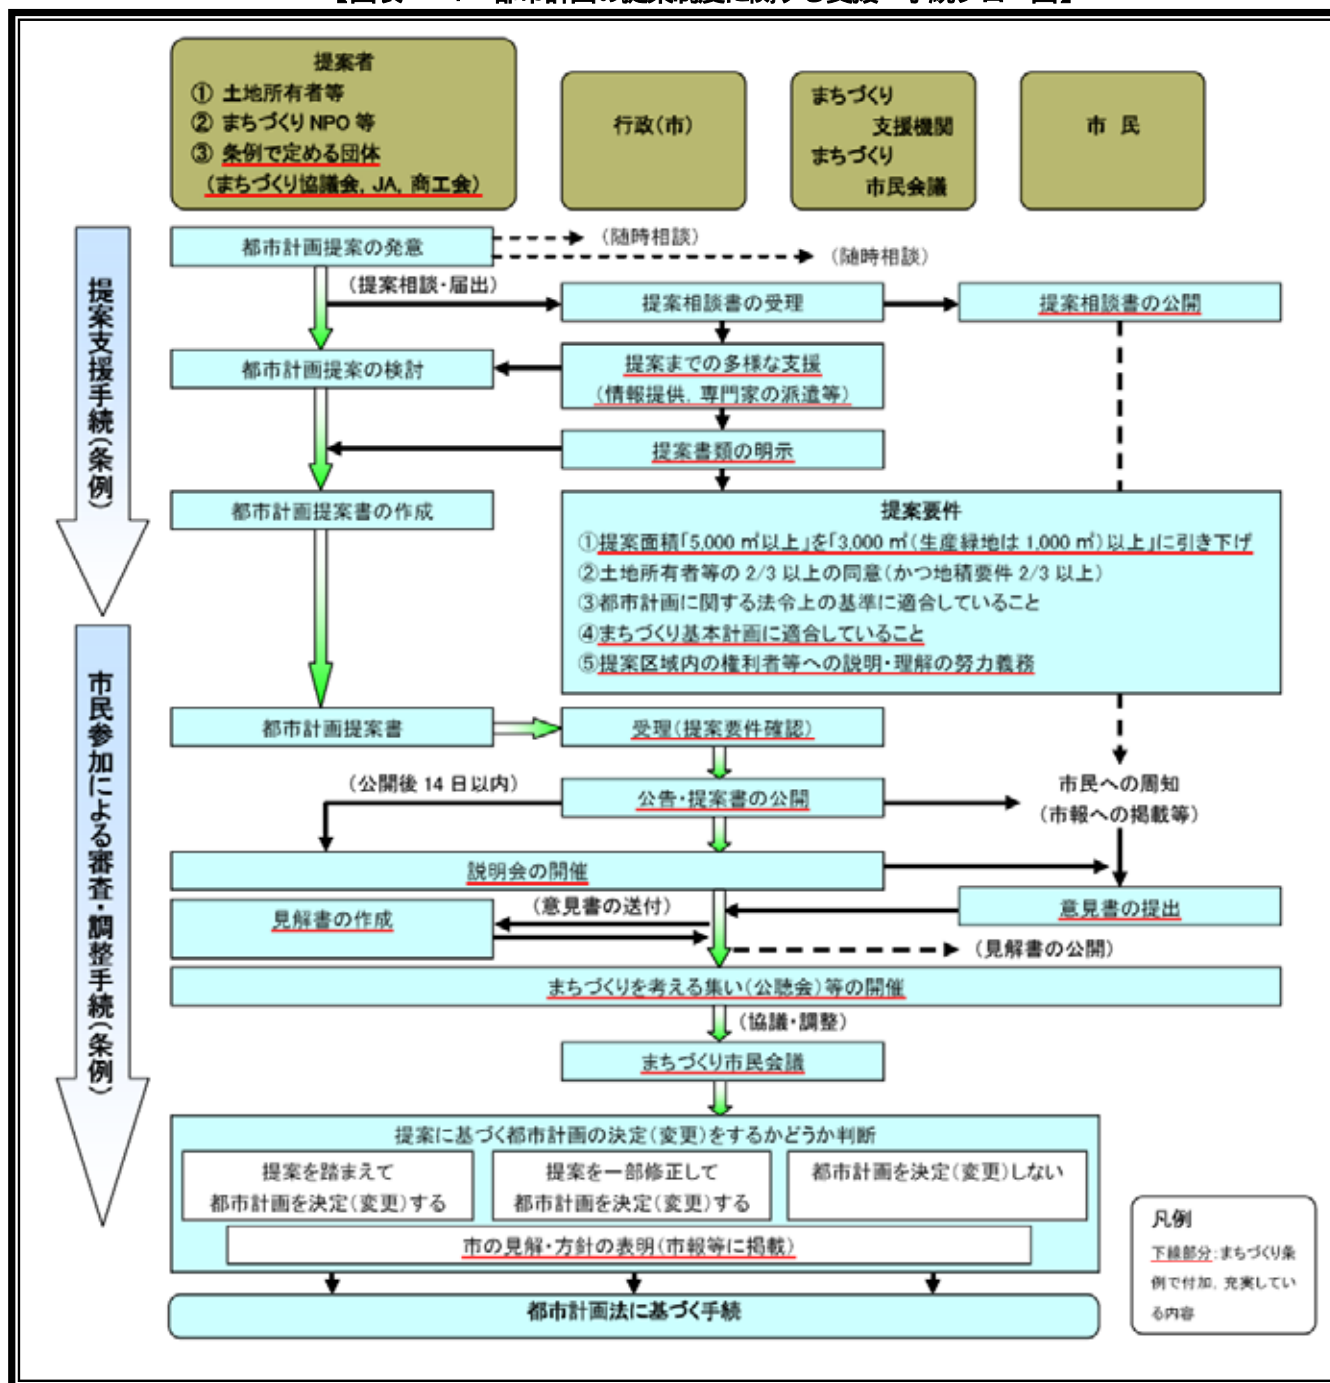 提案者
① 土地所有者等
② まちづくり NPO 等
③ 条例で定める団体
(まちづくり協議会, JA, 商工会)
行政(市)
まちづくり
支援機関
まちづくり
市民会議
市 民
提案支援手続(条例)
都市計画提案の発意
(随時相談)
(随時相談)
(提案相談・届出)
提案相談書の受理
提案相談書の公開
都市計画提案の検討
提案までの多様な支援
(情報提供, 専門家の派遣等)
提案書類の明示
都市計画提案書の作成
提案要件
①提案面積「5,000 ㎡以上」を「3,000 ㎡(生産緑地は 1,000 ㎡)以上」に引き下げ
②土地所有者等の 2/3 以上の同意(かつ地積要件 2/3 以上)
③都市計画に関する法令上の基準に適合していること
④まちづくり基本計画に適合していること
⑤提案区域内の権利者等への説明・理解の努力義務
市民参加による審査・調整手続(条例)
都市計画提案書
受理(提案要件確認)
(公開後 14 日以内)
公告・提案書の公開
市民への周知
(市報への掲載等)
説明会の開催
見解書の作成
(意見書の送付)
意見書の提出
(見解書の公開)
まちづくりを考える集い(公聴会)等の開催
(協議・調整)
まちづくり市民会議
提案に基づく都市計画の決定(変更)をするかどうか判断
提案を踏まえて
都市計画を決定(変更)する
提案を一部修正して
都市計画を決定(変更)する
都市計画を決定(変更)しない
市の見解・方針の表明(市報等に掲載)
都市計画法に基づく手続
凡例
下線部分:まちづくり条
例で付加, 充実してい
る内容